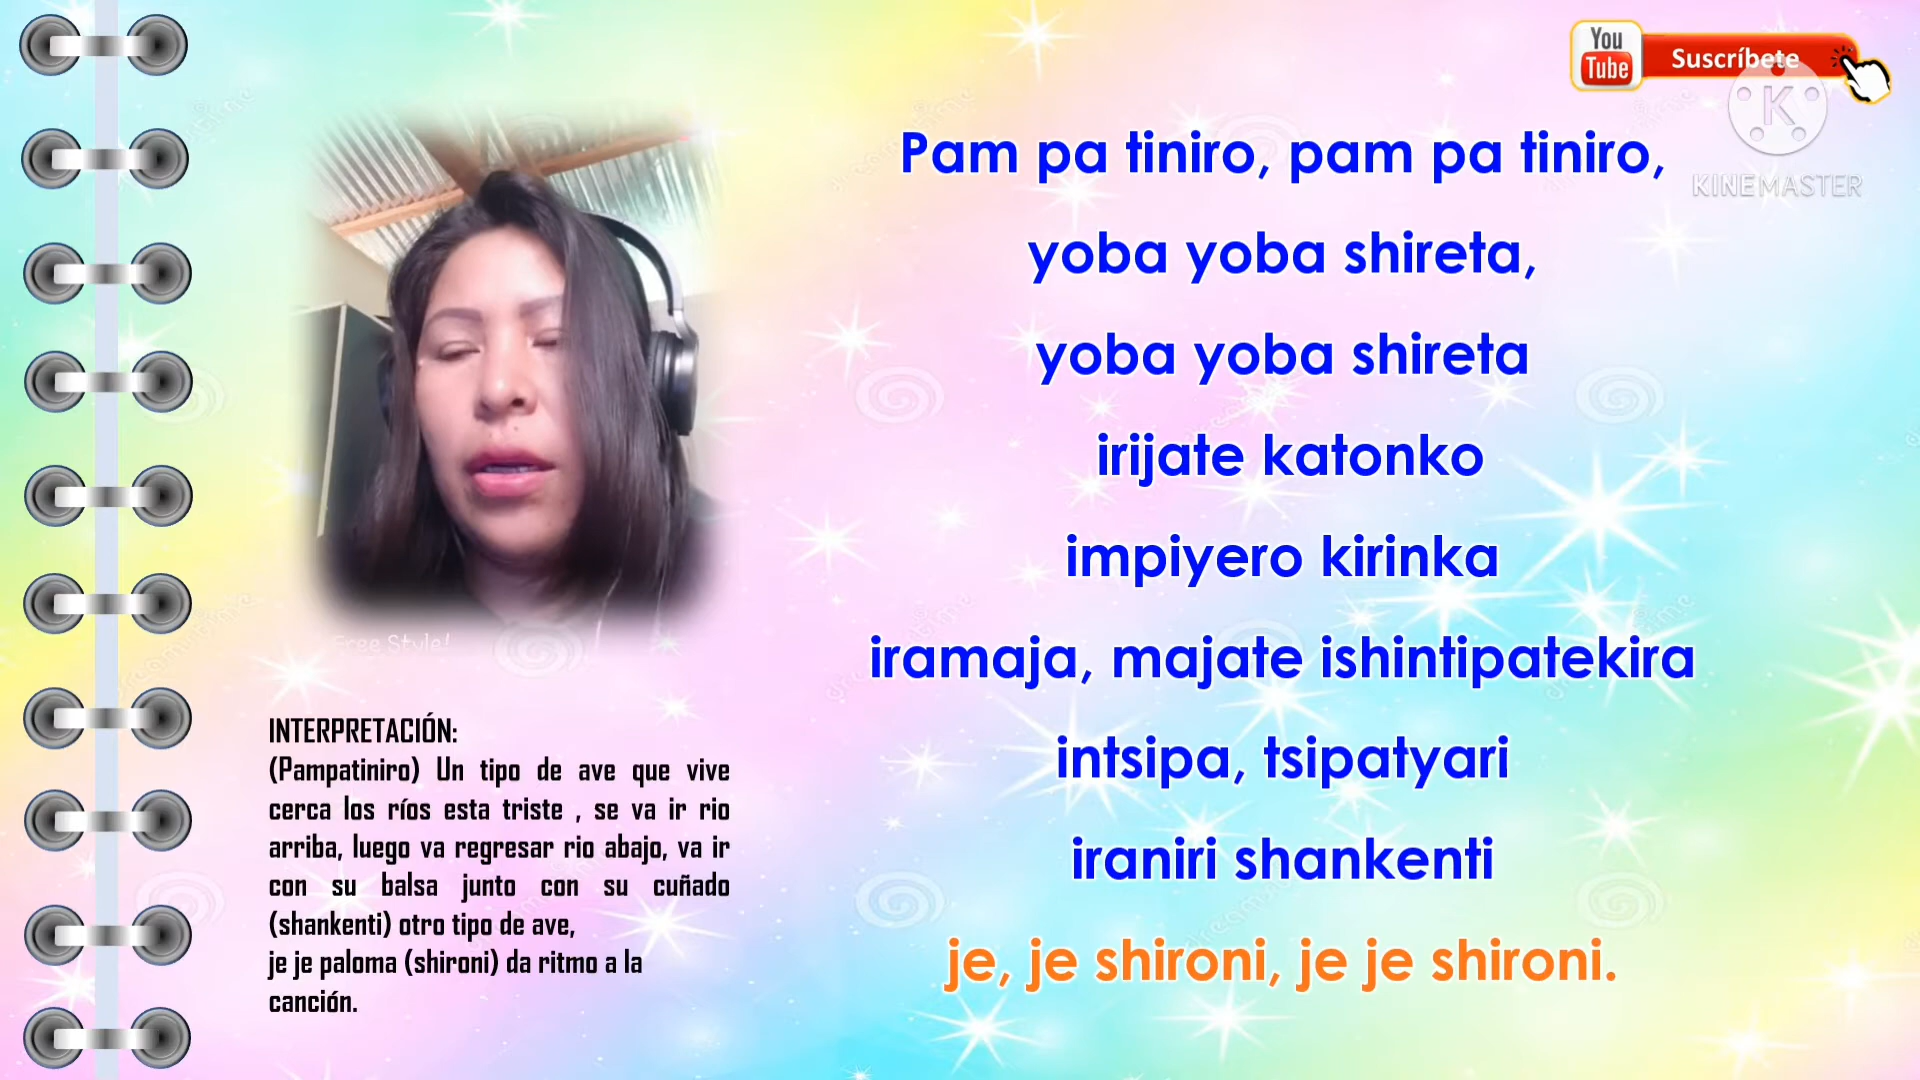 You
Tube
Suscríbete
K
KINEMASTER
Pam pa tiniro, pam pa tiniro,
yoba yoba shireta,
yoba yoba shireta
irijate katonko
impiyero kirinka
iramaja, majate ishintipatekira
intsipa, tsipatyari
iraniri shankenti
je, je shironi, je je shironi.
Free Style!
INTERPRETACIÓN:
(Pampatiniro) Un tipo de ave que vive
cerca los ríos esta triste , se va ir rio
arriba, luego va regresar rio abajo, va ir
con su balsa junto con su cuñado
(shankenti) otro tipo de ave,
je je paloma (shironi) da ritmo a la
canción.